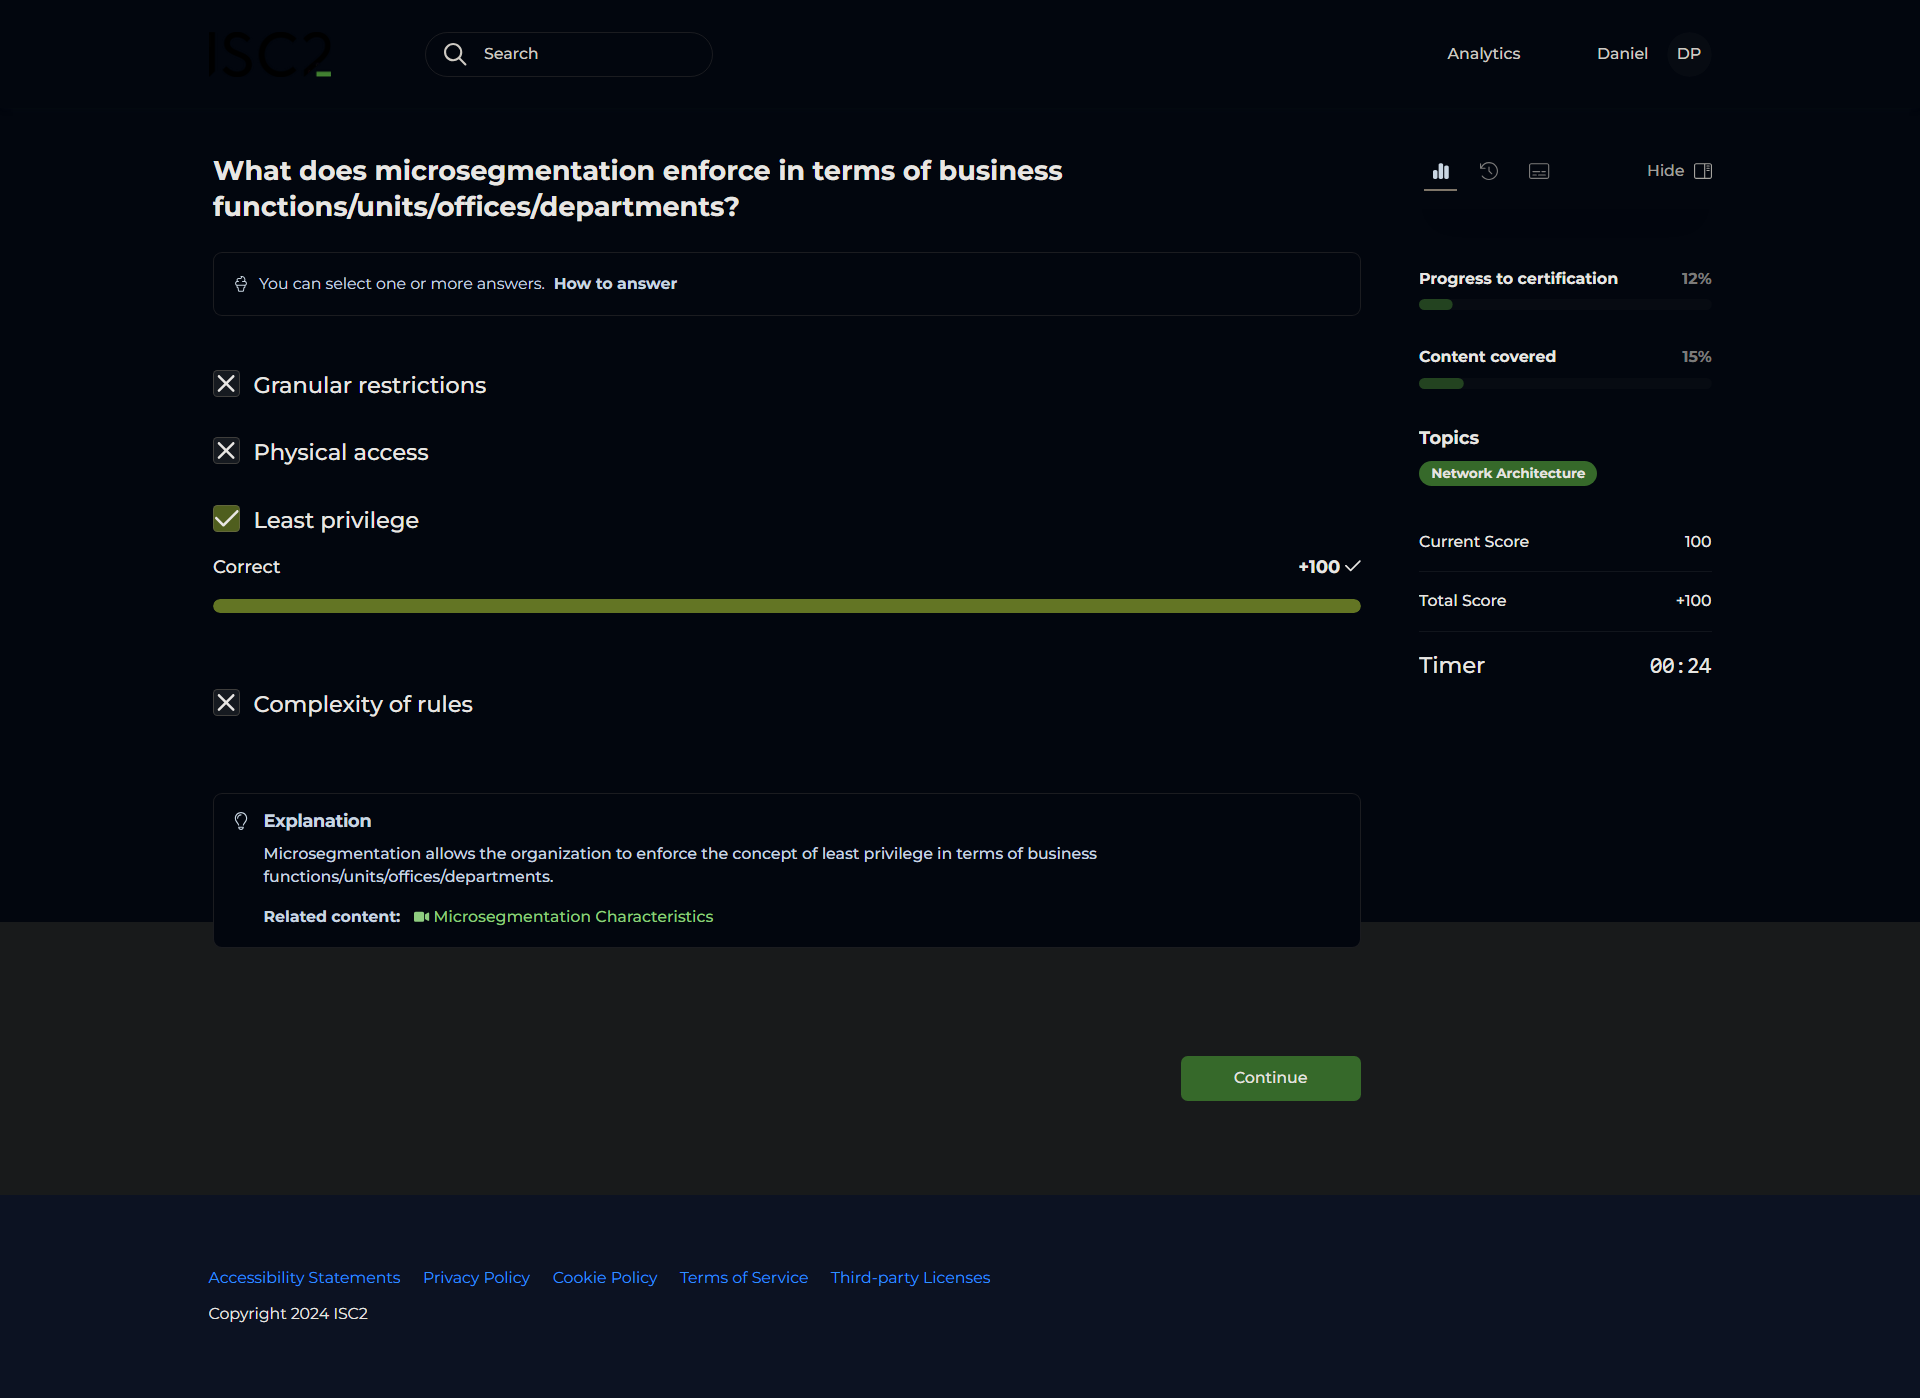 ISC2
Search
Analytics
Daniel
DP
What does microsegmentation enforce in terms of business
functions/units/offices/departments?
You can select one or more answers. How to answer
Granular restrictions
Physical access
Least privilege
Correct
+100
Complexity of rules
Explanation
Microsegmentation allows the organization to enforce the concept of least privilege in terms of business
functions/units/offices/departments.
Related content: Microsegmentation Characteristics
Continue
Hide
Progress to certification 12%
Content covered 15%
Topics
Network Architecture
Current Score 100
Total Score +100
Timer 00:24
Accessibility Statements Privacy Policy Cookie Policy Terms of Service Third-party Licenses
Copyright 2024 ISC2